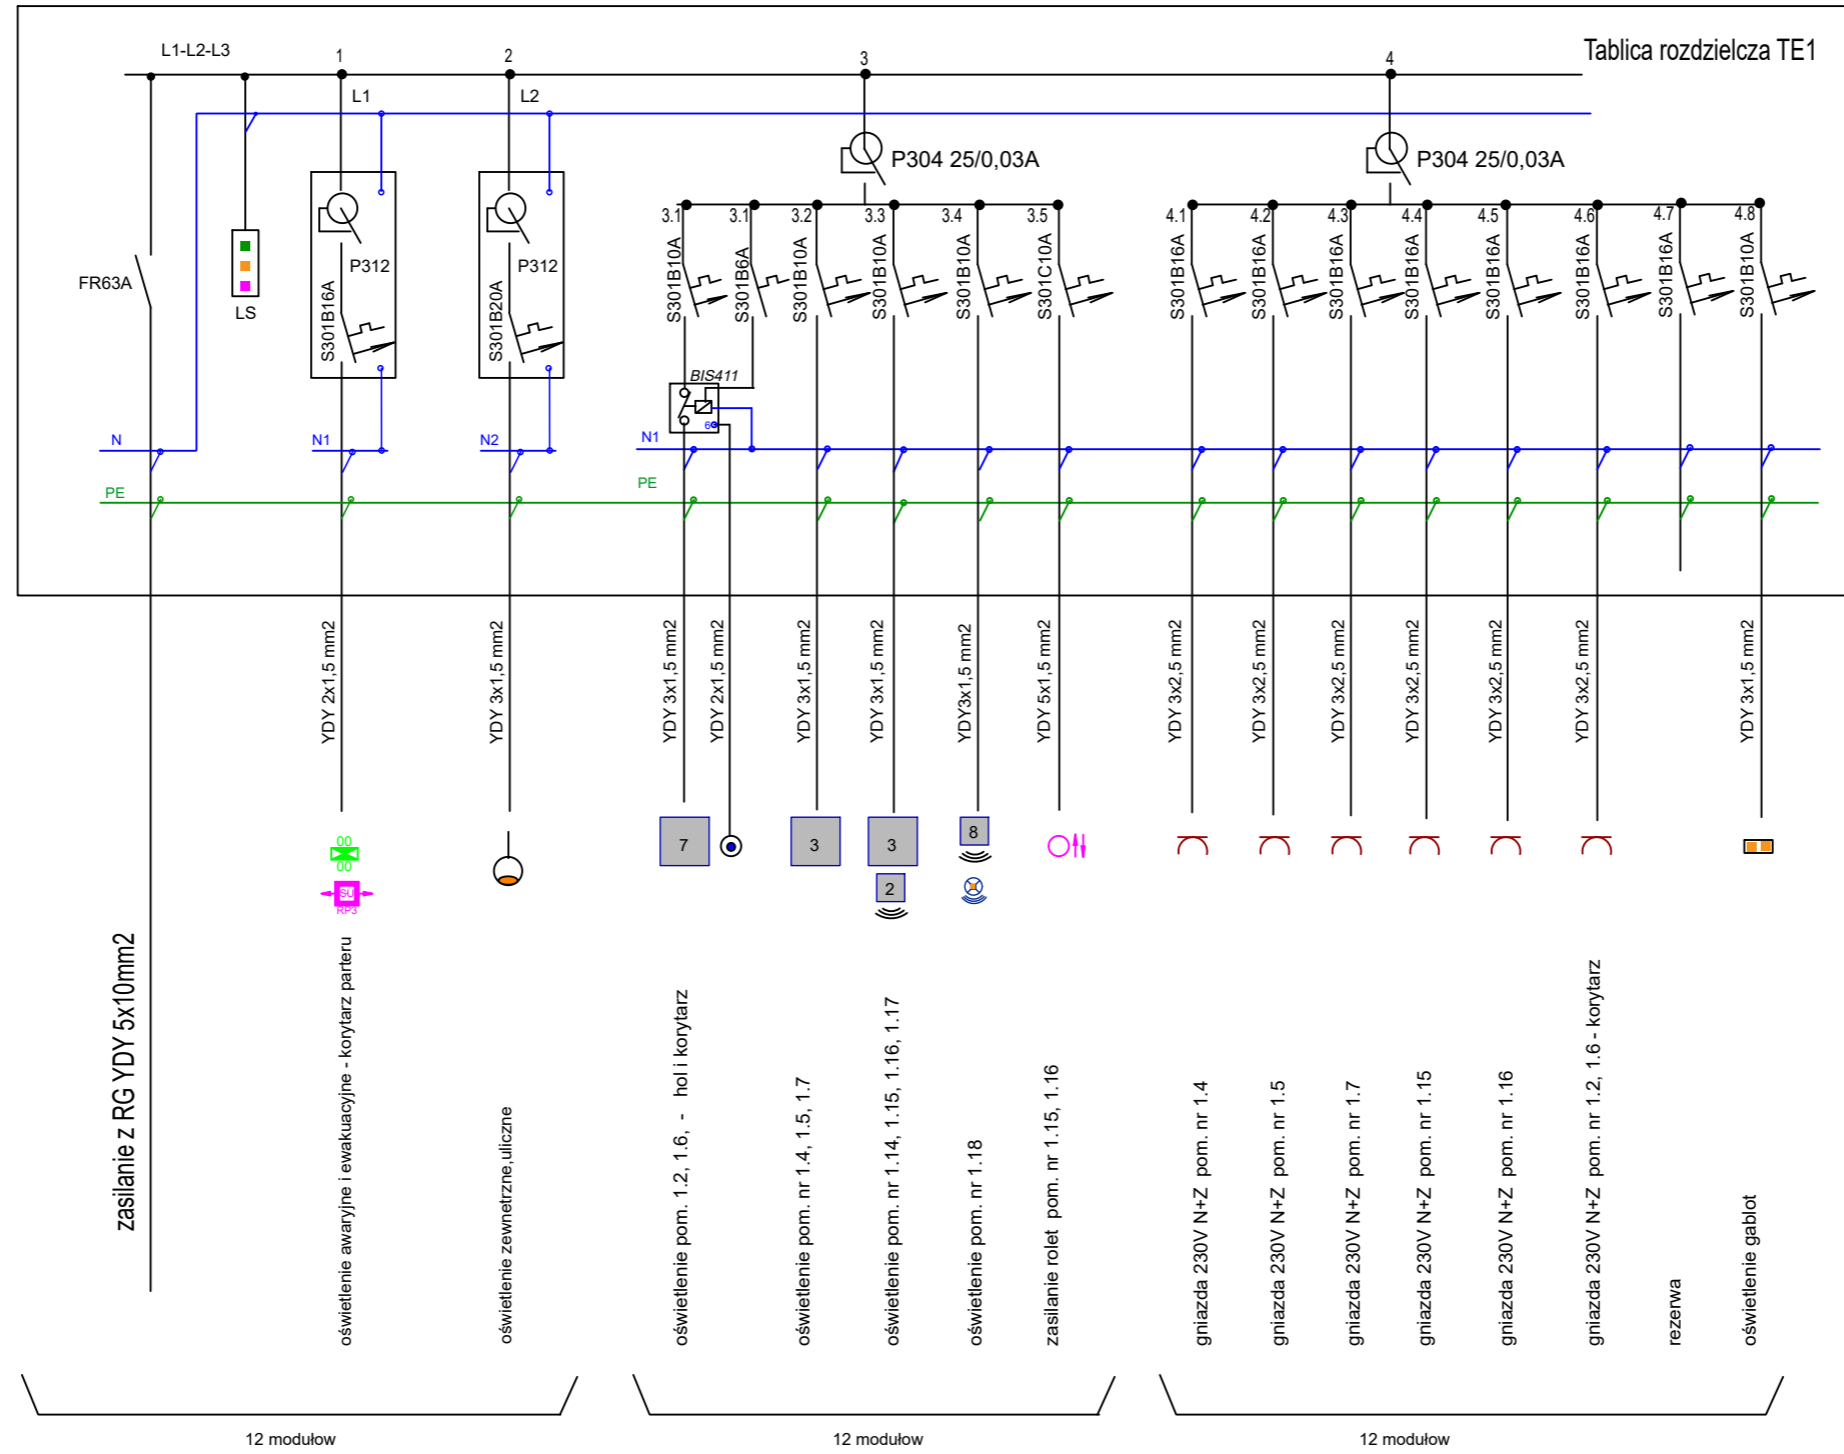 Tablica rozdzielcza TE1
L1-L2-L3
1
2
3
4
L1
L2
P304 25/0,03A
P304 25/0,03A
FR63A
LS
P312
S301B16A
P312
S301B20A
3.1
3.1
3.2
3.3
3.4
3.5
S301B10A
S301B6A
S301B10A
S301B10A
S301B10A
S301C10A
4.1
4.2
4.3
4.4
4.5
4.6
4.7
4.8
S301B16A
S301B16A
S301B16A
S301B16A
S301B16A
S301B16A
S301B16A
S301B10A
BIS411
6
N
N1
N2
N1
PE
PE
YDY 2x1,5 mm2
YDY 3x1,5 mm2
YDY 3x1,5 mm2
YDY 2x1,5 mm2
YDY 3x1,5 mm2
YDY 3x1,5 mm2
YDY3x1,5 mm2
YDY 5x1,5 mm2
YDY 3x2,5 mm2
YDY 3x2,5 mm2
YDY 3x2,5 mm2
YDY 3x2,5 mm2
YDY 3x2,5 mm2
YDY 3x2,5 mm2
YDY 3x1,5 mm2
00
00
RP3
7
3
3
2
8
zasilanie z RG YDY 5x10mm2
oświetlenie awaryjne i ewakuacyjne - korytarz parteru
oświetlenie zewnetrzne,uliczne
oświetlenie pom. 1.2, 1.6, - hol i korytarz
oświetlenie pom. nr 1.4, 1.5, 1.7
oświetlenie pom. nr 1.14, 1.15, 1.16, 1.17
oświetlenie pom. nr 1.18
zasilanie rolet pom. nr 1.15, 1.16
gniazda 230V N+Z pom. nr 1.4
gniazda 230V N+Z pom. nr 1.5
gniazda 230V N+Z pom. nr 1.7
gniazda 230V N+Z pom. nr 1.15
gniazda 230V N+Z pom. nr 1.16
gniazda 230V N+Z pom. nr 1.2, 1.6 - korytarz
rezerwa
oświetlenie gablot
12 modułow
12 modułow
12 modułow